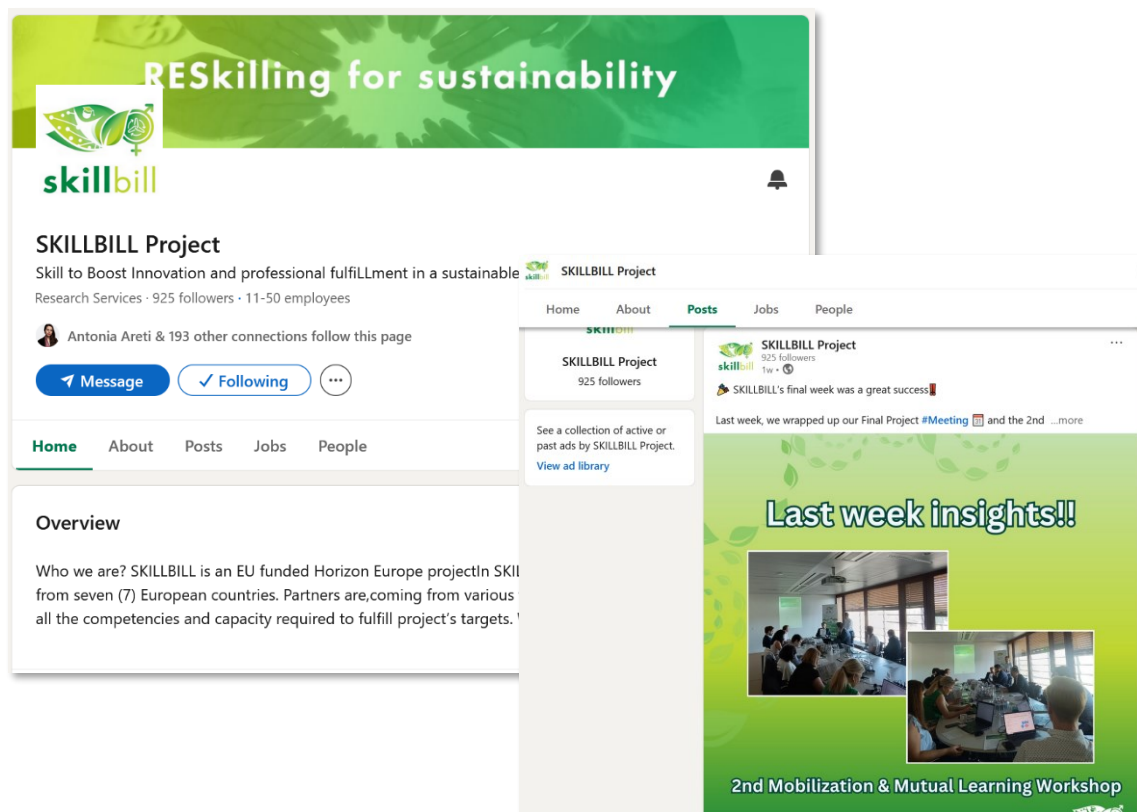 RESkilling for sustainability
skillbill
SKILLBILL Project
Skill to Boost Innovation and professional fulfiLLment in a sustainable
Research Services · 925 followers • 11-50 employees
Antonia Areti & 193 other connections follow this page
Message
Following
Home
About
Posts
Jobs
People
Overview
Who we are? SKILLBILL is an EU funded Horizon Europe projectIn SKIL
from seven (7) European countries. Partners are,coming from various
all the competencies and capacity required to fulfill project's targets.
skillbill
SKILLBILL Project
Home
About
Posts
Jobs
People
skillbill
SKILLBILL Project
925 followers
See a collection of active or
past ads by SKILLBILL Project.
View ad library
skillbill
SKILLBILL Project
925 followers
1w •
SKILLBILL's final week was a great success
Last week, we wrapped up our Final Project #Meeting and the 2nd ...more
Last week insights!!
2nd Mobilization & Mutual Learning Workshop